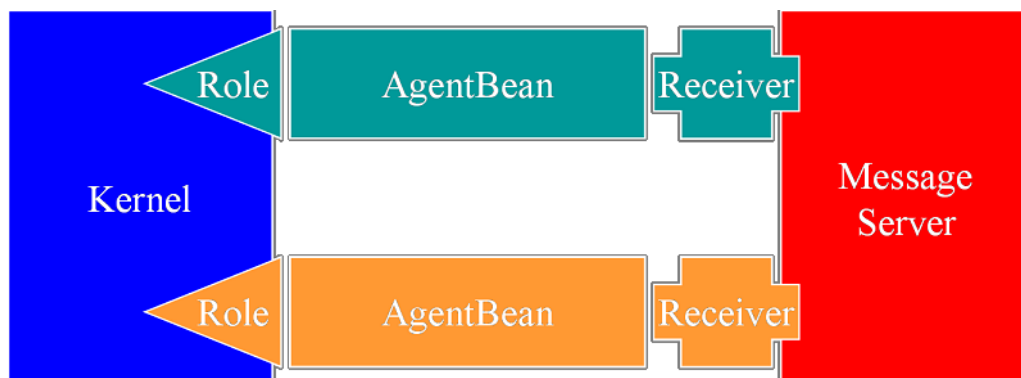 Role
AgentBean
Receiver
Kernel
Message
Server
Role
AgentBean
Receiver